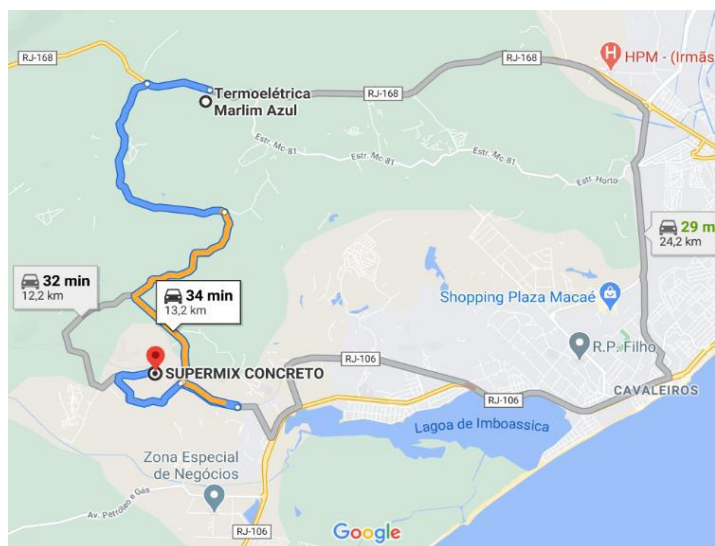 RJ-168
RJ-168
HPM - (Irmãs
Termoelétrica
Marlim Azul
RJ-168
Estr. Mc-81
Estr. Mc-81
Estr. Mc-81
Estr. Horto
29 m
24,2 km
32 min
12,2 km
34 min
13,2 km
Shopping Plaza Macaé
R.P. Filho
SUPERMIX CONCRETO
RJ-106
CAVALEIROS
RJ-106
Lagoa de Imboassica
Zona Especial
de Negócios
Av. Petróleo e Gás
RJ-106
Google